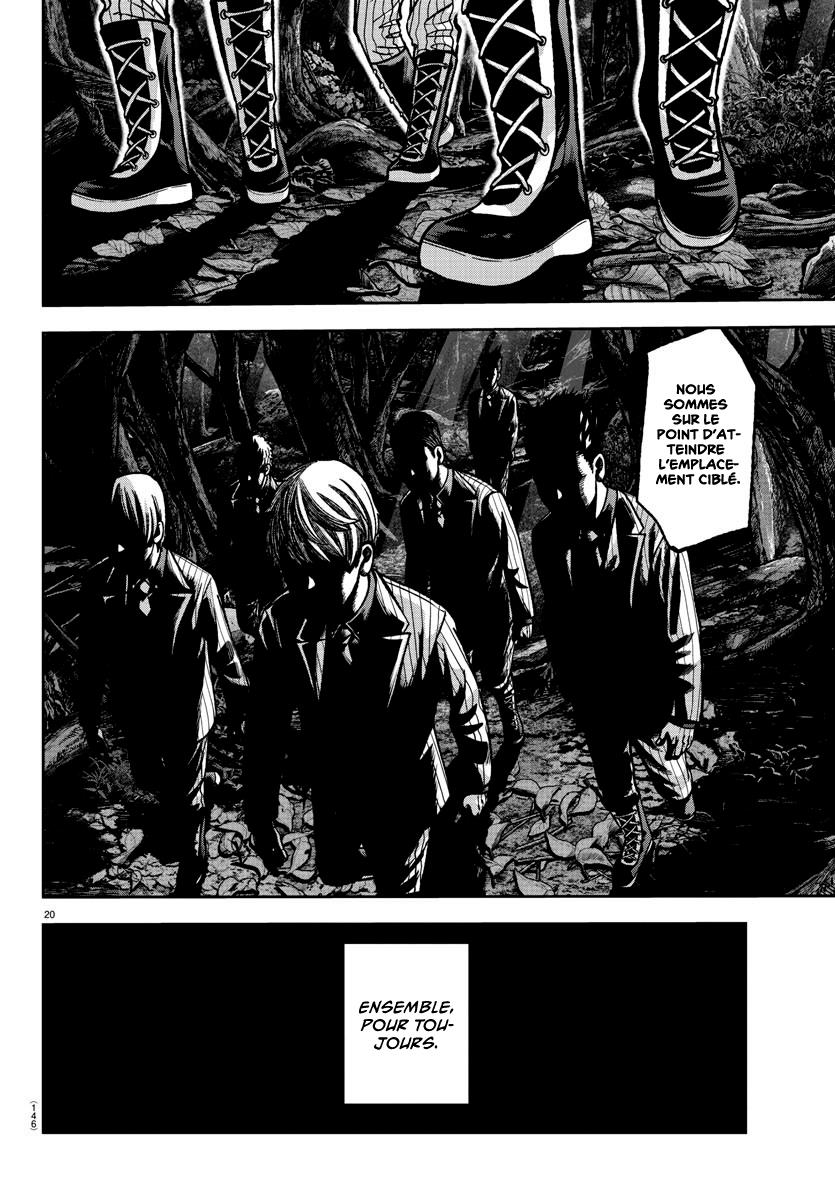 NOUS
SOMMES
SUR LE
POINT D'AT-
TEINDRE
L'EMPLACE-
MENT CIBLÉ.
20
ENSEMBLE,
POUR TOU-
JOURS.
(146)